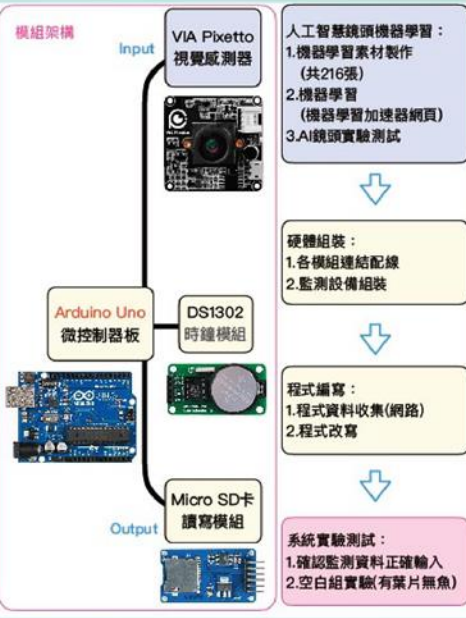 模組架構
Input
VIA Pixetto
視覺感測器
Arduino Uno
微控制器板
DS1302
時鐘模組
Micro SD卡
讀寫模組
Output
人工智慧鏡頭機器學習：
1.機器學習素材製作
(共216張)
2.機器學習
(機器學習加速器網頁)
3.AI鏡頭實驗測試
硬體組裝：
1.各模組連結配線
2.監測設備組裝
程式編寫：
1.程式資料收集(網路)
2.程式改寫
系統實驗測試：
1.確認監測資料正確輸入
2.空白組實驗(有葉片無魚)